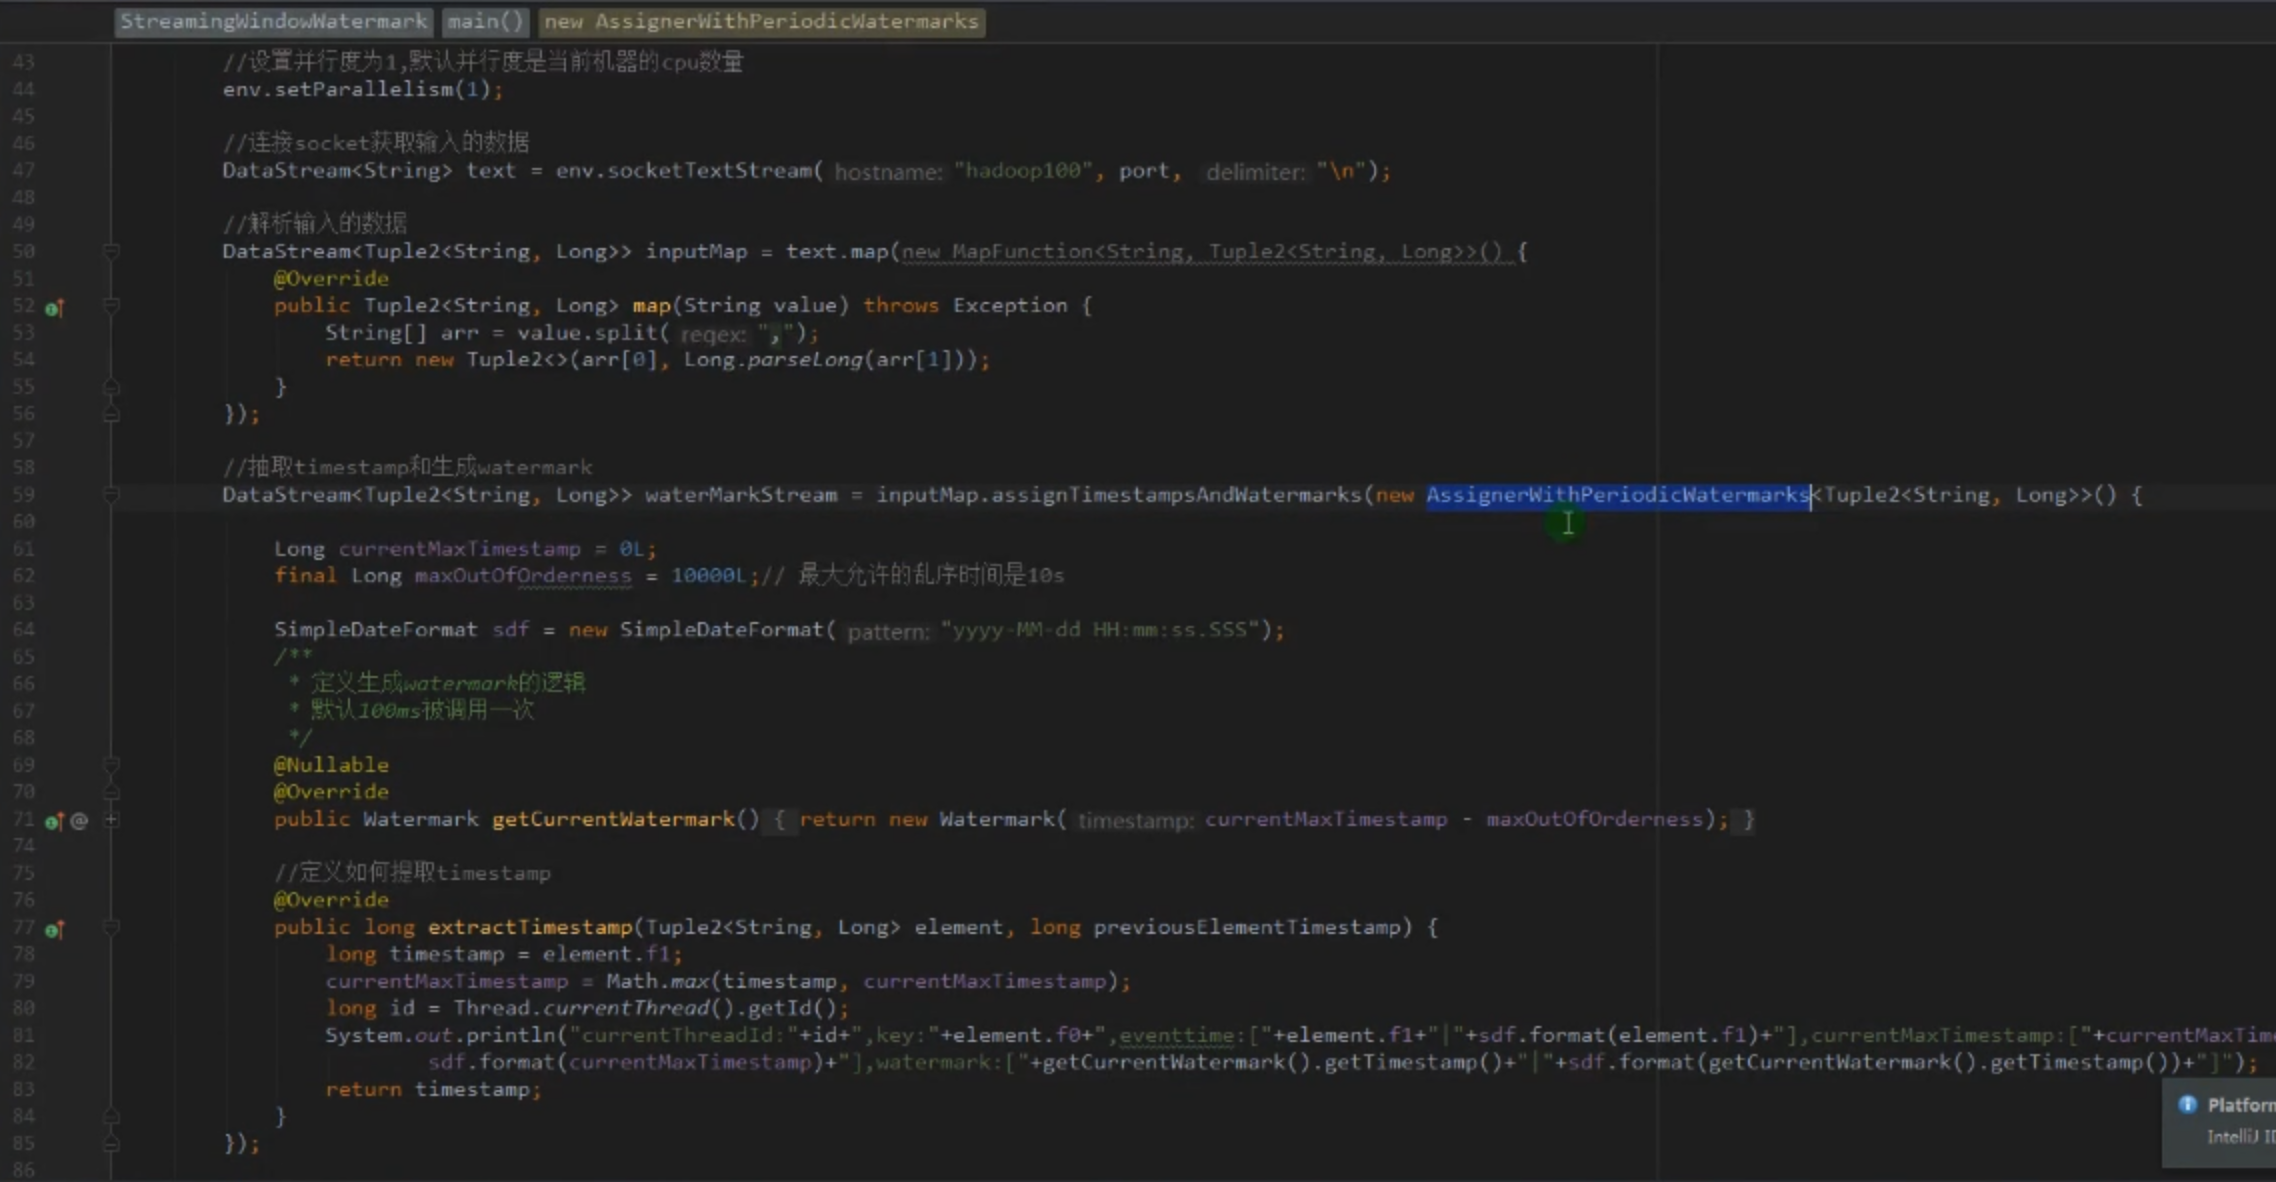 StreamingWindowWatermark main() new AssignerWithPeriodicWatermarks
43 //设置并行度为1,默认并行度是当前机器的cpu数量
44 env.setParallelism(1);
45
46 //连接socket获取输入的数据
47 DataStream<String> text = env.socketTextStream( hostname: "hadoop100", port, delimiter: "\n");
48
49 //解析输入的数据
50 DataStream<Tuple2<String, Long>> inputMap = text.map(new MapFunction<String, Tuple2<String, Long>>() {
51 @Override
52 public Tuple2<String, Long> map(String value) throws Exception {
53 String[] arr = value.split( regex: ",");
54 return new Tuple2<>(arr[0], Long.parseLong(arr[1]));
55 }
56 });
57
58 //抽取timestamp和生成watermark
59 DataStream<Tuple2<String, Long>> waterMarkStream = inputMap.assignTimestampsAndWatermarks(new AssignerWithPeriodicWatermarks<Tuple2<String, Long>>() {
60
61 Long currentMaxTimestamp = 0L;
62 final Long maxOutOfOrderness = 10000L;// 最大允许的乱序时间是10s
63
64 SimpleDateFormat sdf = new SimpleDateFormat( pattern: "yyyy-MM-dd HH:mm:ss.SSS");
65 /**
66 * 定义生成watermark的逻辑
67 * 默认100ms被调用一次
68 */
69 @Nullable
70 @Override
71 @ public Watermark getCurrentWatermark() { return new Watermark( timestamp: currentMaxTimestamp - maxOutOfOrderness); }
74
75 //定义如何提取timestamp
76 @Override
77 public long extractTimestamp(Tuple2<String, Long> element, long previousElementTimestamp) {
78 long timestamp = element.f1;
79 currentMaxTimestamp = Math.max(timestamp, currentMaxTimestamp);
80 long id = Thread.currentThread().getId();
81 System.out.println("currentThreadId:"+id+",key:"+element.f0+",eventtime:["+element.f1+"|"+sdf.format(element.f1)+"],currentMaxTimestamp:["+currentMaxTime
82 sdf.format(currentMaxTimestamp)+"],watermark:["+getCurrentWatermark().getTimestamp()+"|"+sdf.format(getCurrentWatermark().getTimestamp())+"]");
83 return timestamp;
84 }
85 });
86
Platform
IntelliJ ID